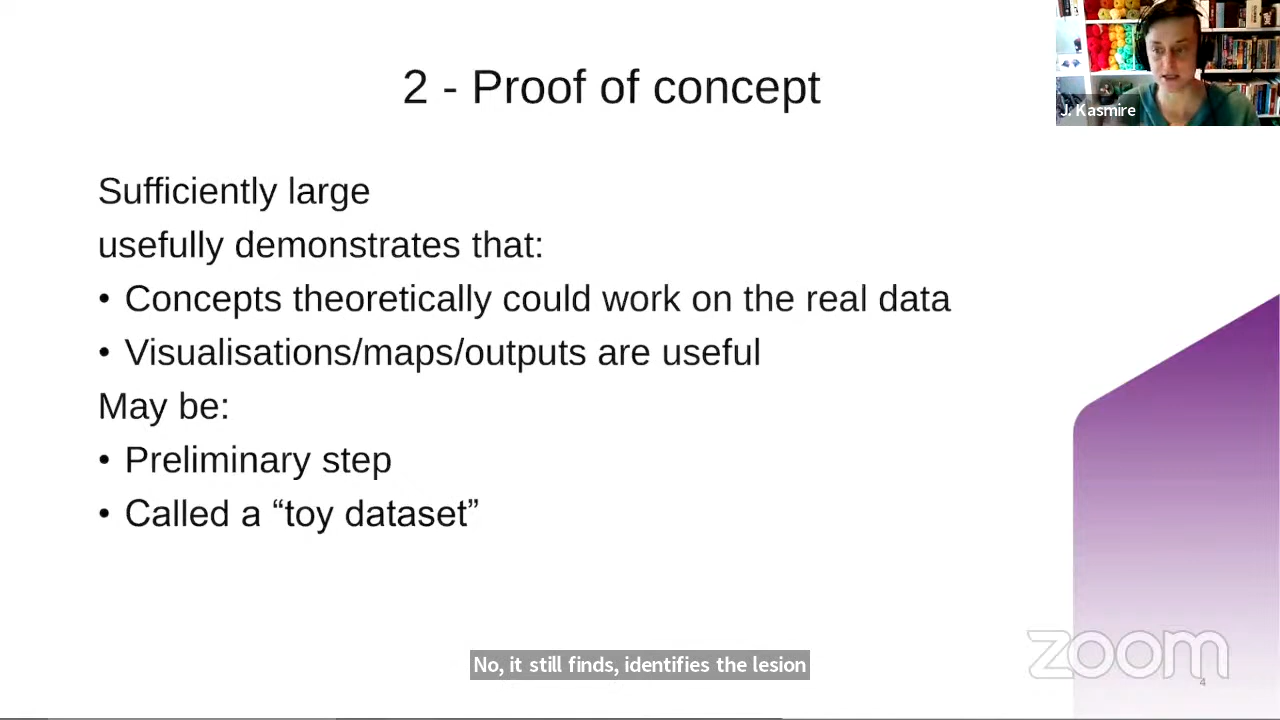 2 - Proof of concept
J. Kasmire
Sufficiently large
usefully demonstrates that:
• Concepts theoretically could work on the real data
• Visualisations/maps/outputs are useful
May be:
• Preliminary step
• Called a “toy dataset”
No, it still finds, identifies the lesion
zoom
4